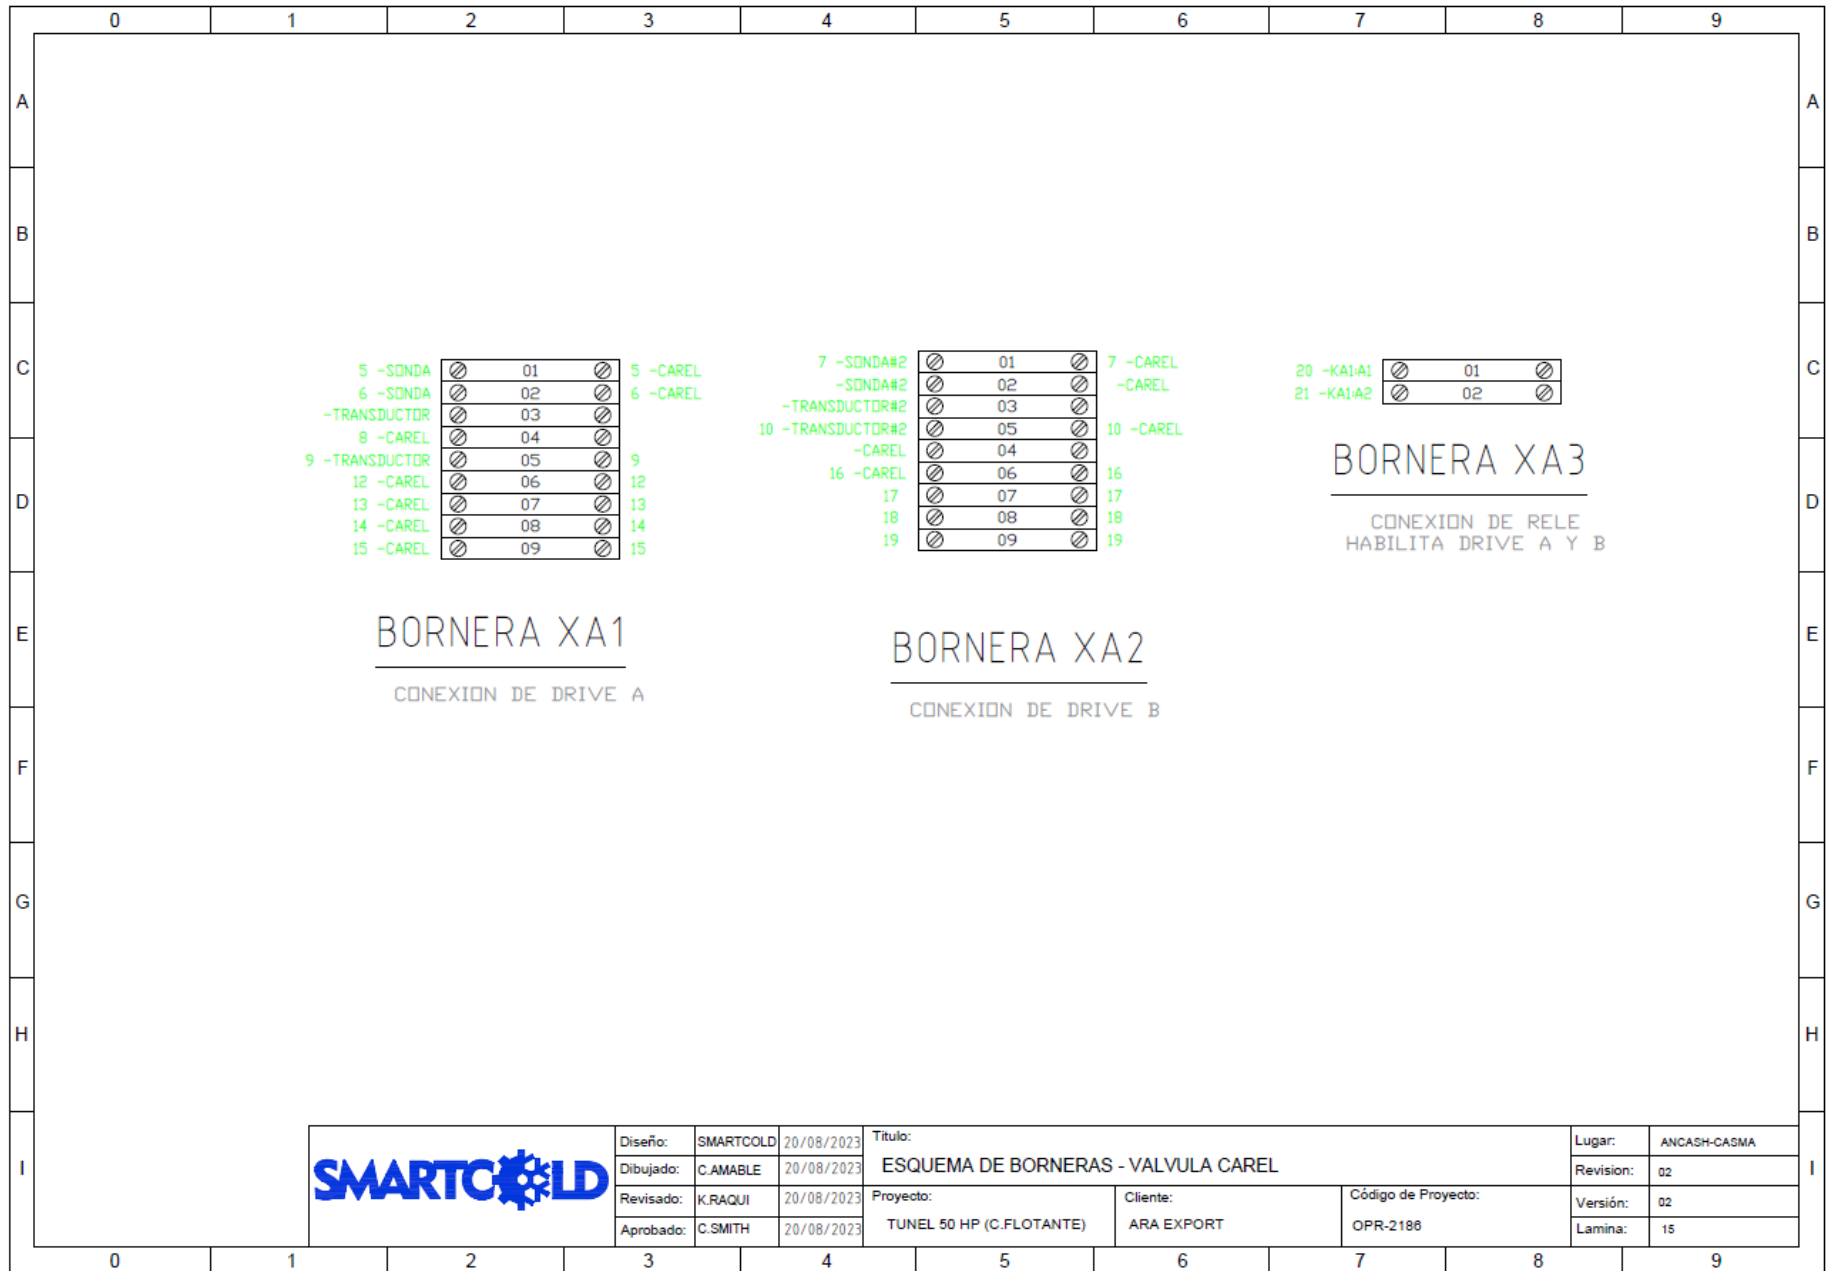 0 1 2 3 4 5 6 7 8 9
A A
B B
C C
D D
E E
F F
G G
H H
I I
5 -SONDA 01 5 -CAREL
6 -SONDA 02 6 -CAREL
-TRANSDUCTOR 03
8 -CAREL 04
9 -TRANSDUCTOR 05 9
12 -CAREL 06 12
13 -CAREL 07 13
14 -CAREL 08 14
15 -CAREL 09 15
BORNERA XA1
CONEXION DE DRIVE A
7 -SONDA#2 01 7 -CAREL
-SONDA#2 02 -CAREL
-TRANSDUCTOR#2 03
10 -TRANSDUCTOR#2 05 10 -CAREL
-CAREL 04
16 -CAREL 06 16
17 07 17
18 08 18
19 09 19
BORNERA XA2
CONEXION DE DRIVE B
20 -KA1:A1 01
21 -KA1:A2 02
BORNERA XA3
CONEXION DE RELE
HABILITA DRIVE A Y B
SMARTCOLD
Diseño: SMARTCOLD 20/08/2023
Dibujado: C.AMABLE 20/08/2023
Revisado: K.RAQUI 20/08/2023
Aprobado: C.SMITH 20/08/2023
Titulo:
ESQUEMA DE BORNERAS - VALVULA CAREL
Proyecto:
TUNEL 50 HP (C.FLOTANTE)
Cliente:
ARA EXPORT
Código de Proyecto:
OPR-2186
Lugar: ANCASH-CASMA
Revision: 02
Versión: 02
Lamina: 15
0 1 2 3 4 5 6 7 8 9